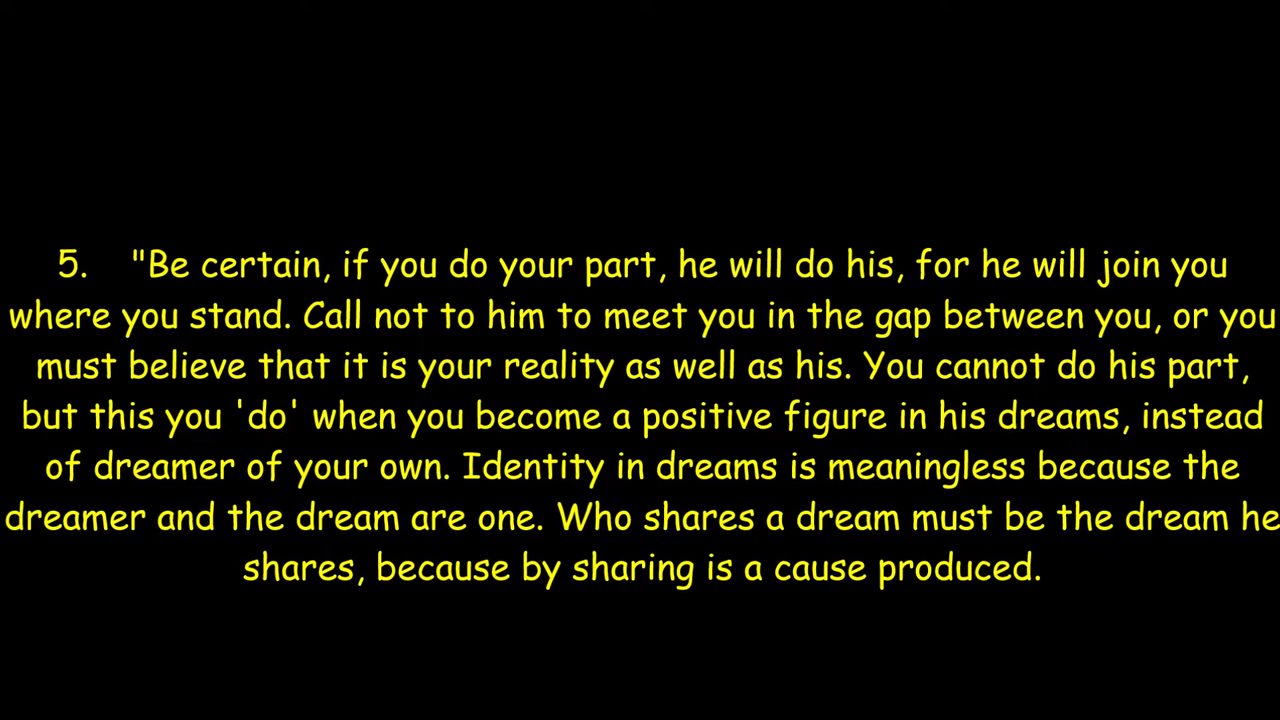 5. "Be certain, if you do your part, he will do his, for he will join you
where you stand. Call not to him to meet you in the gap between you, or you
must believe that it is your reality as well as his. You cannot do his part,
but this you 'do' when you become a positive figure in his dreams, instead
of dreamer of your own. Identity in dreams is meaningless because the
dreamer and the dream are one. Who shares a dream must be the dream he
shares, because by sharing is a cause produced.